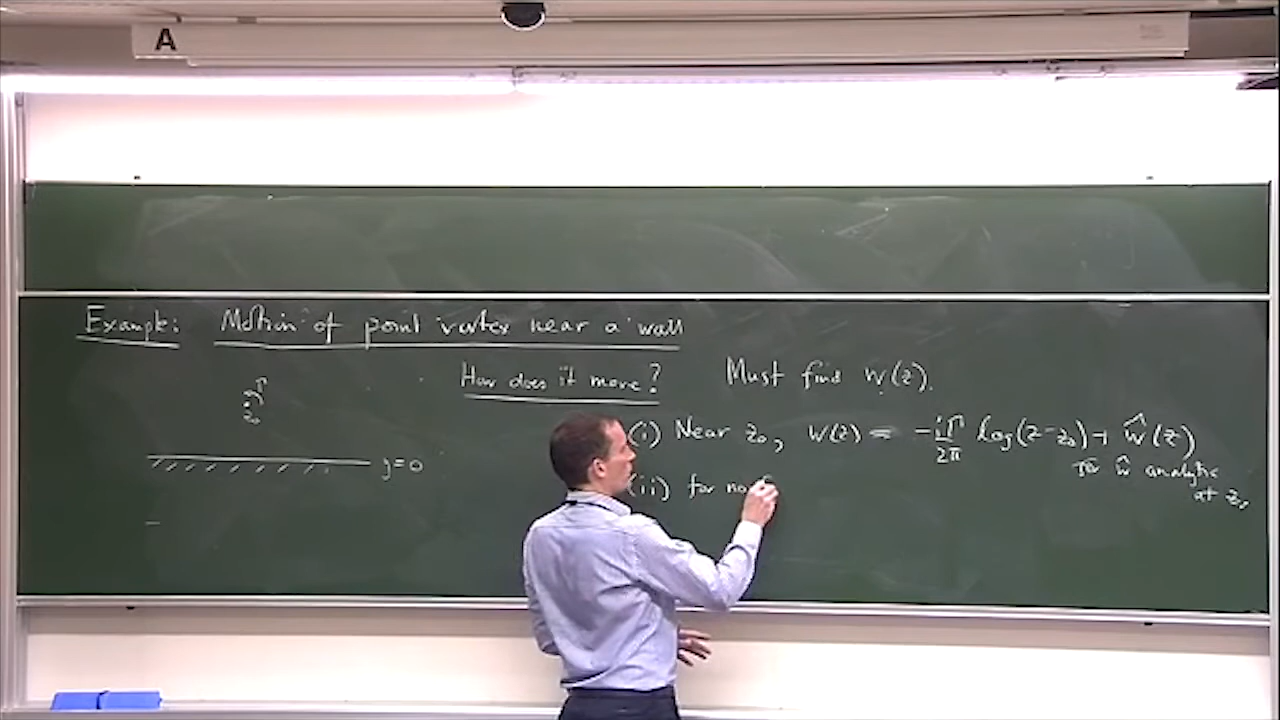 A
Example: Motion of point vortex near a wall
How does it move? Must find w(z).
Γ
z₀
(i) Near z₀, w(z) = -iΓ/2π log(z-z₀) + ŵ(z)
y=0
for ŵ analytic
at z₀
(ii) for no